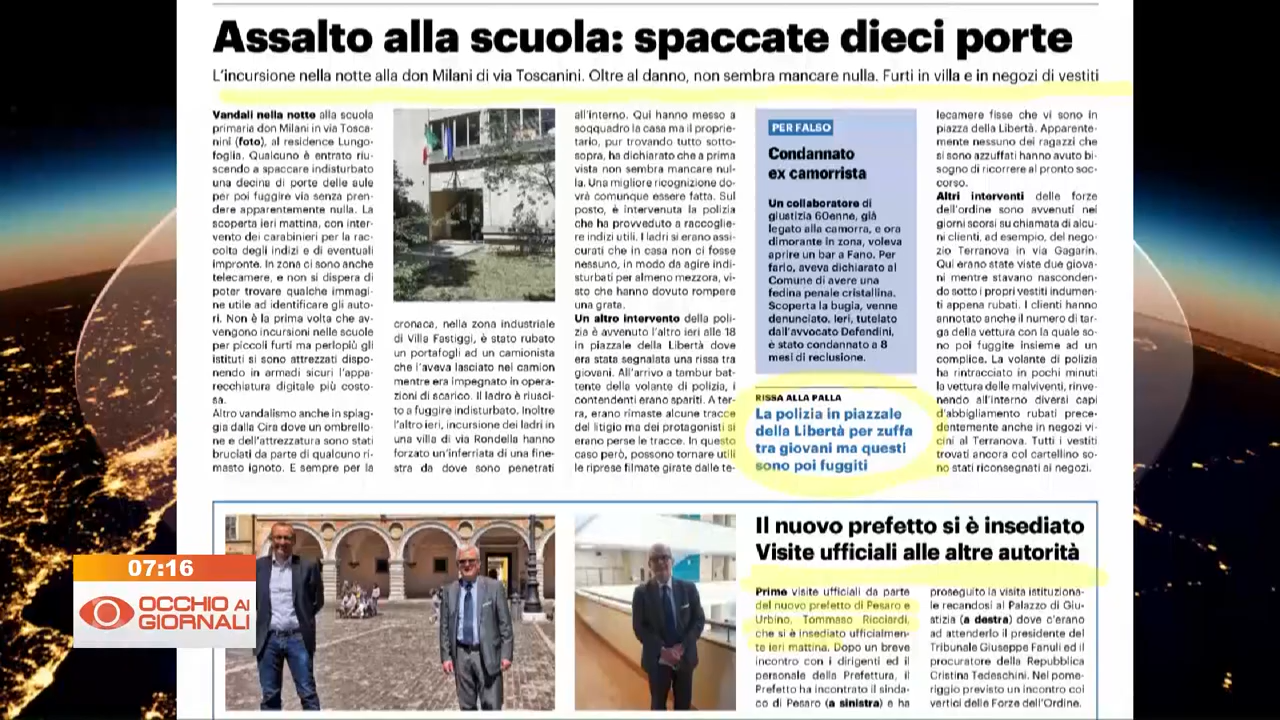 Assalto alla scuola: spaccate dieci porte
L'incursione nella notte alla don Milani di via Toscanini. Oltre al danno, non sembra mancare nulla. Furti in villa e in negozi di vestiti
Vandali nella notte alla scuola
primaria don Milani in via Tosca-
nini (foto), al residence Lungo-
foglia. Qualcuno è entrato riu-
scendo a spaccare indisturbato
una decina di porte delle aule
per poi fuggire via senza pren-
dere apparentemente nulla. La
scoperta ieri mattina, con inter-
vento dei carabinieri per la rac-
colta degli indizi e di eventuali
impronte. In zona ci sono anche
telecamere, e non si dispera di
poter trovare qualche immagi-
ne utile ad identificare gli auto-
ri. Non è la prima volta che av-
vengono incursioni nelle scuole
per piccoli furti ma perlopiù gli
istituti si sono attrezzati dispo-
nendo in armadi sicuri l'appa-
recchiatura digitale più costo-
sa.
Altro vandalismo anche in spiag-
gia dalla Cira dove un ombrello-
ne e dell'attrezzatura sono stati
bruciati da parte di qualcuno ri-
masto ignoto. E sempre per la
cronaca, nella zona industriale
di Villa Fastiggi, è stato rubato
un portafogli ad un camionista
che l'aveva lasciato nel camion
mentre era impegnato in opera-
zioni di scarico. Il ladro è riusci-
to a fuggire indisturbato. Inoltre
l'altro ieri, incursione dei ladri in
una villa di via Rondella hanno
forzato un'inferriata di una fine-
stra da dove sono penetrati
all'interno. Qui hanno messo a
soqquadro la casa ma il proprie-
tario, pur trovando tutto sotto-
sopra, ha dichiarato che a prima
vista non sembra mancare nul-
la. Una migliore ricognizione do-
vrà comunque essere fatta. Sul
posto, è intervenuta la polizia
che ha provveduto a raccoglie-
re indizi utili. I ladri si erano assi-
curati che in casa non ci fosse
nessuno, in modo da agire indi-
sturbati per almeno mezzora, vi-
sto che hanno dovuto rompere
una grata.
Un altro intervento della poli-
zia è avvenuto l'altro ieri alle 18
in piazzale della Libertà dove
era stata segnalata una rissa tra
giovani. All'arrivo a tambur bat-
tente della volante di polizia, i
contendenti erano spariti. A ter-
ra, erano rimaste alcune tracce
del litigio ma dei protagonisti si
erano perse le tracce. In questo
caso però, possono tornare utili
le riprese filmate girate dalle te-
PER FALSO
Condannato
ex camorrista
Un collaboratore di
giustizia 60enne, già
legato alla camorra, e ora
dimorante in zona, voleva
aprire un bar a Fano. Per
farlo, aveva dichiarato al
Comune di avere una
fedina penale cristallina.
Scoperta la bugia, venne
denunciato. Ieri, tutelato
dall'avvocato Defendini,
è stato condannato a 8
mesi di reclusione.
RISSA ALLA PALLA
La polizia in piazzale
della Libertà per zuffa
tra giovani ma questi
sono poi fuggiti
lecamere fisse che vi sono in
piazza della Libertà. Apparente-
mente nessuno dei ragazzi che
si sono azzuffati hanno avuto bi-
sogno di ricorrere al pronto soc-
corso.
Altri interventi delle forze
dell'ordine sono avvenuti nei
giorni scorsi su chiamata di alcu-
ni clienti, ad esempio, del nego-
zio Terranova in via Gagarin.
Qui erano state viste due giova-
ni mentre stavano nasconden-
do sotto i propri vestiti indumen-
ti appena rubati. I clienti hanno
annotato anche il numero di tar-
ga della vettura con la quale so-
no poi fuggite insieme ad un
complice. La volante di polizia
ha rintracciato in pochi minuti
la vettura delle malviventi, rinve-
nendo all'interno diversi capi
d'abbigliamento rubati prece-
dentemente anche in negozi vi-
cini al Terranova. Tutti i vestiti
trovati ancora col cartellino so-
no stati riconsegnati ai negozi.
Il nuovo prefetto si è insediato
Visite ufficiali alle altre autorità
Prime visite ufficiali da parte
del nuovo prefetto di Pesaro e
Urbino, Tommaso Ricciardi,
che si è insediato ufficialmen-
te ieri mattina. Dopo un breve
incontro con i dirigenti ed il
personale della Prefettura, il
Prefetto ha incontrato il sinda-
co di Pesaro (a sinistra) e ha
proseguito la visita istituziona-
le recandosi al Palazzo di Giu-
stizia (a destra) dove c'erano
ad attenderlo il presidente del
Tribunale Giuseppe Fanuli ed il
procuratore della Repubblica
Cristina Tedeschini. Nel pome-
riggio previsto un incontro coi
vertici delle Forze dell'Ordine.
07:16
OCCHIO AI
GIORNALI